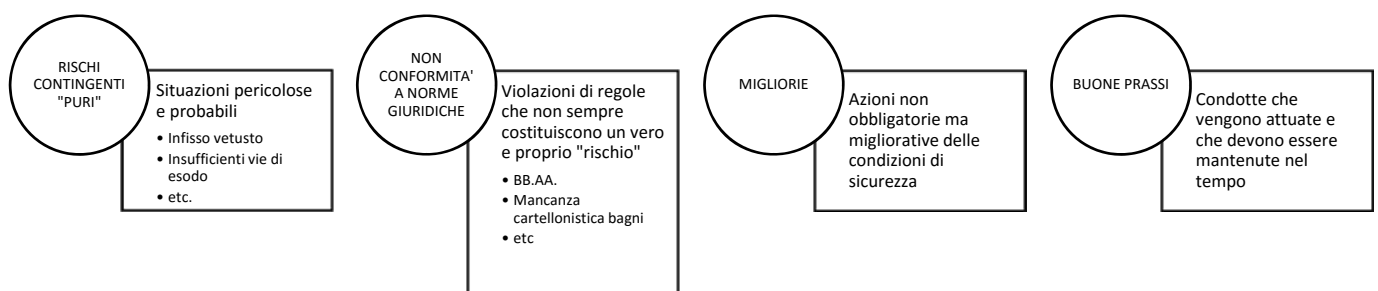 RISCHI
CONTINGENTI
"PURI"
Situazioni pericolose
e probabili
• Infisso vetusto
• Insufficienti vie di
esodo
• etc.
NON
CONFORMITA'
A NORME
GIURIDICHE
Violazioni di regole
che non sempre
costituiscono un vero
e proprio "rischio"
• BB.AA.
• Mancanza
cartellonistica bagni
• etc
MIGLIORIE
Azioni non
obbligatorie ma
migliorative delle
condizioni di
sicurezza
BUONE PRASSI
Condotte che
vengono attuate e
che devono essere
mantenute nel
tempo